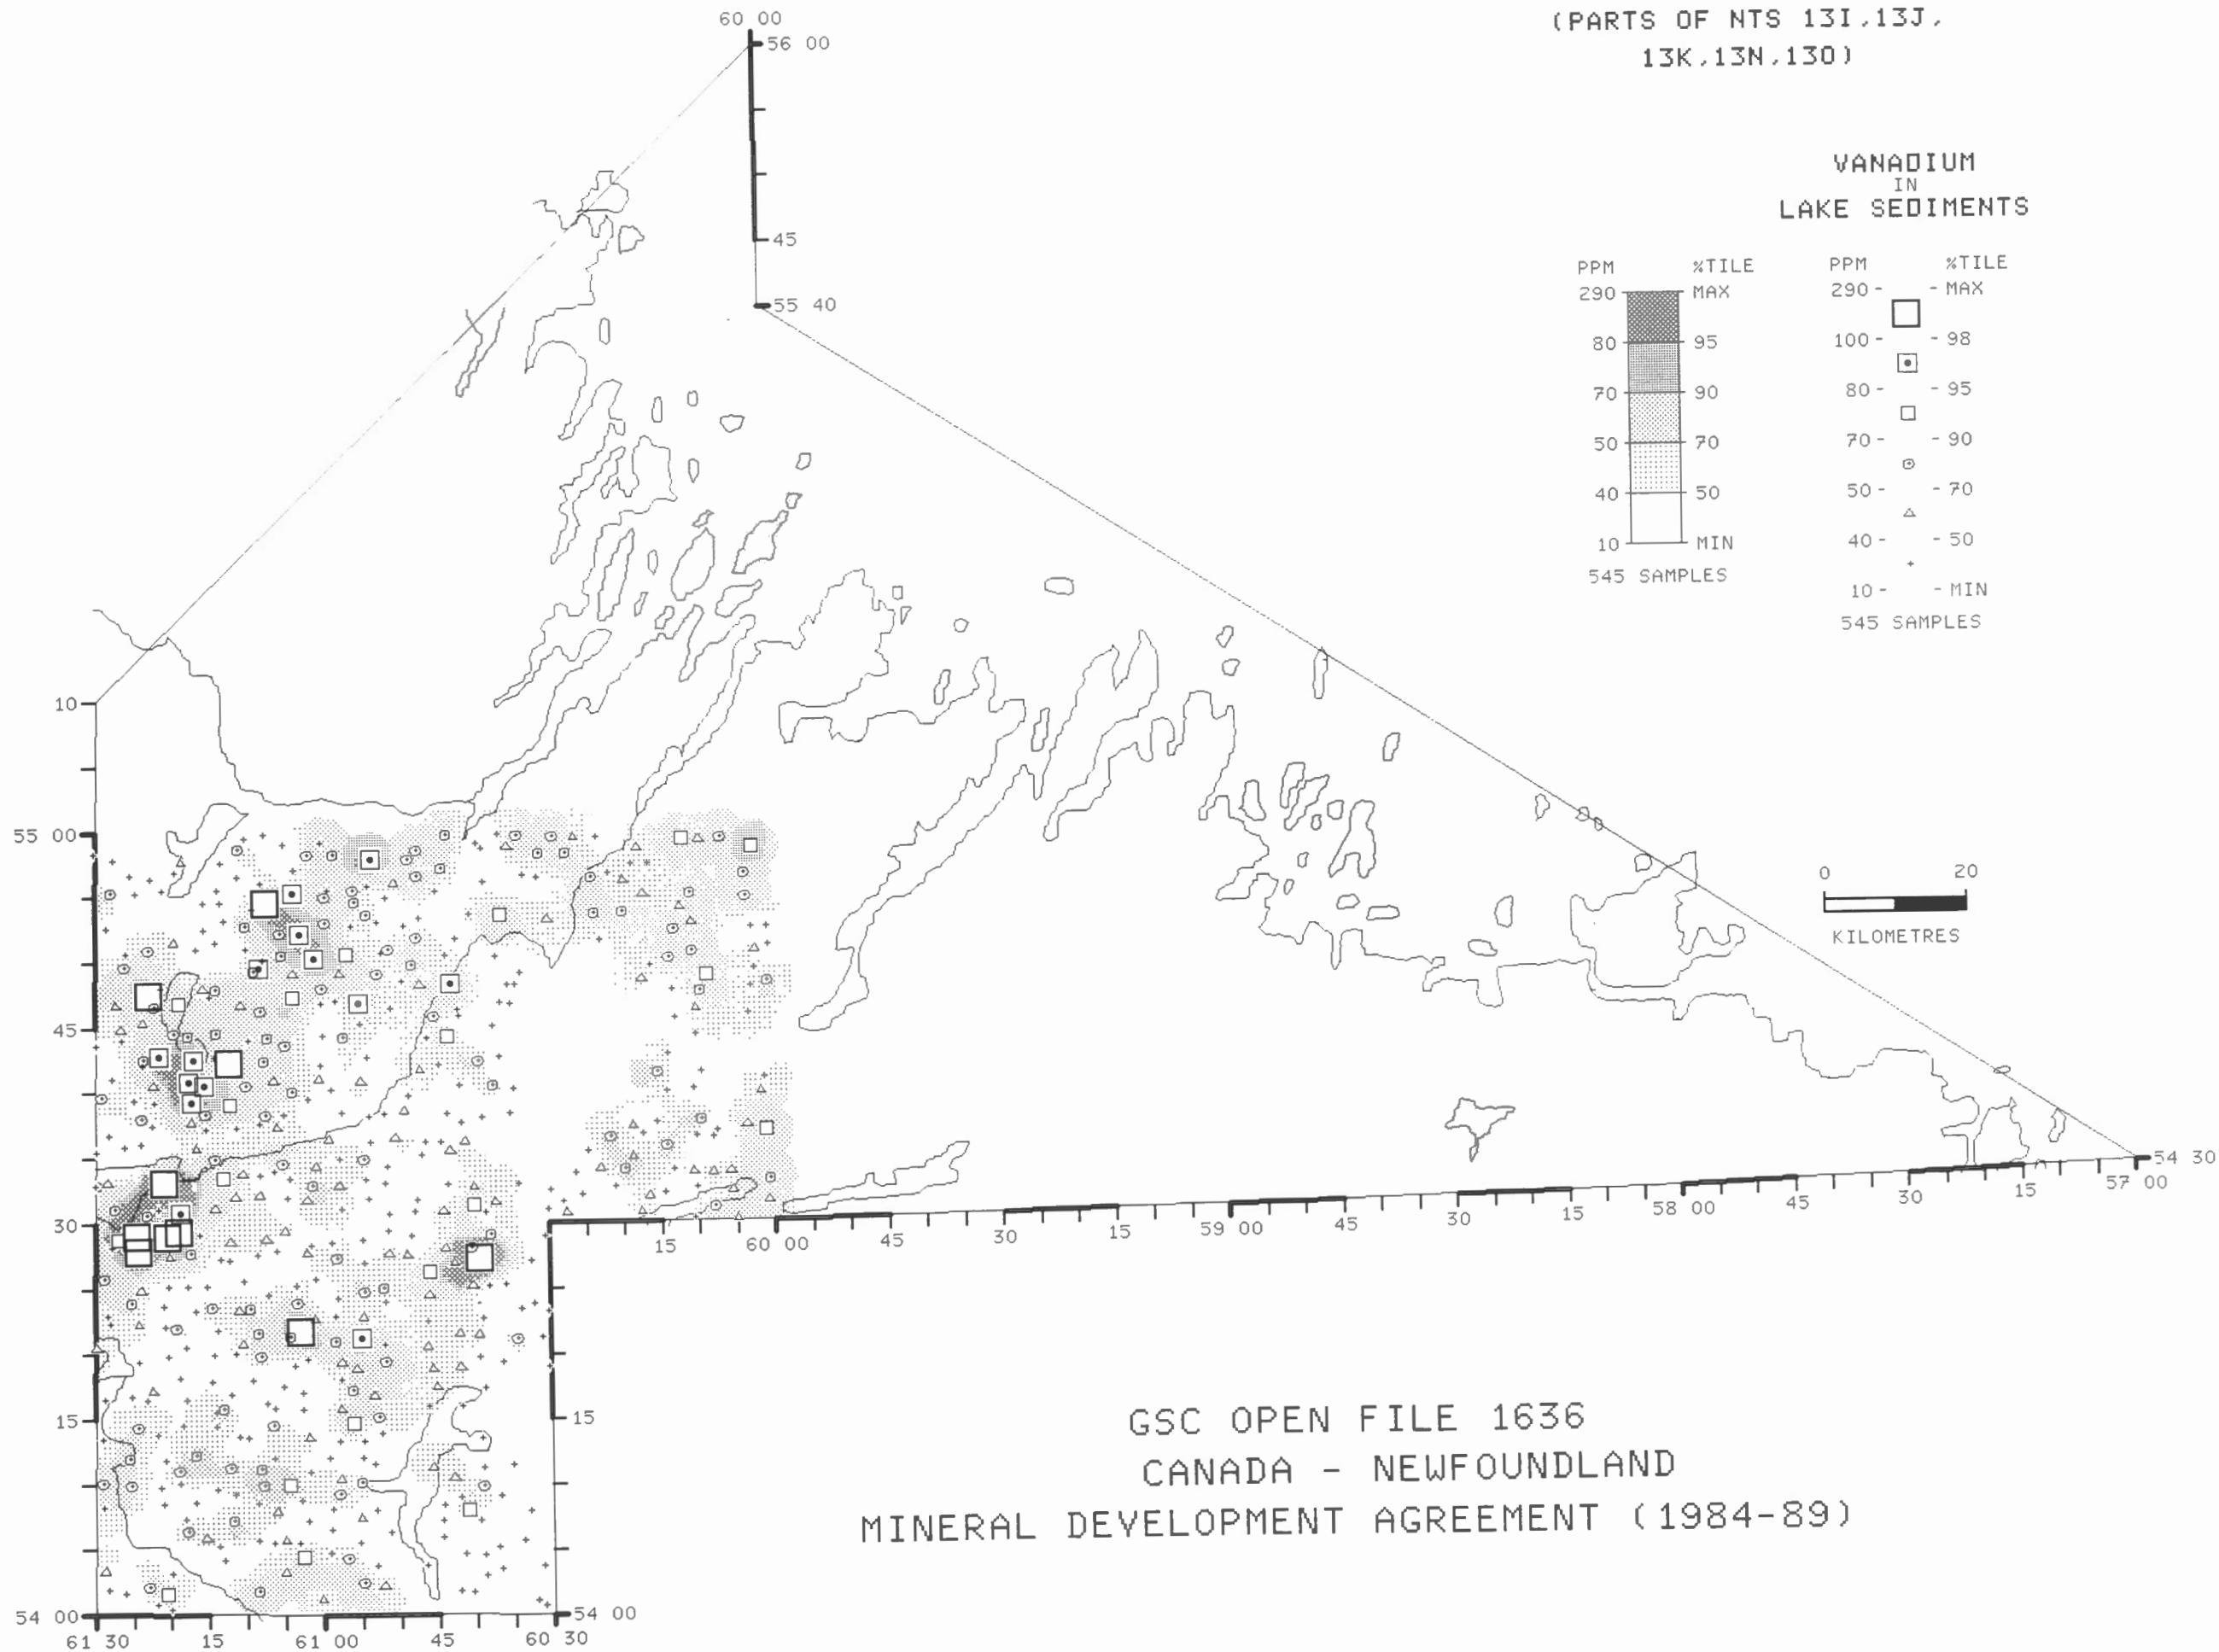 60 00
56 00
(PARTS OF NTS 13I,13J,
13K,13N,13O)
VANADIUM
IN
LAKE SEDIMENTS
45
PPM %TILE
290 MAX
80 95
70 90
50 70
40 50
10 MIN
545 SAMPLES
PPM %TILE
290 - - MAX
100 - - 98
80 - - 95
70 - - 90
50 - - 70
40 - - 50
10 - - MIN
545 SAMPLES
55 40
10
55 00
0 20
KILOMETRES
45
54 30
30
15
60 00
45
30
15
59 00
45
30
15
58 00
45
30
15
57 00
15
15
GSC OPEN FILE 1636
CANADA - NEWFOUNDLAND
MINERAL DEVELOPMENT AGREEMENT (1984-89)
54 00
54 00
61 30
15
61 00
45
60 30